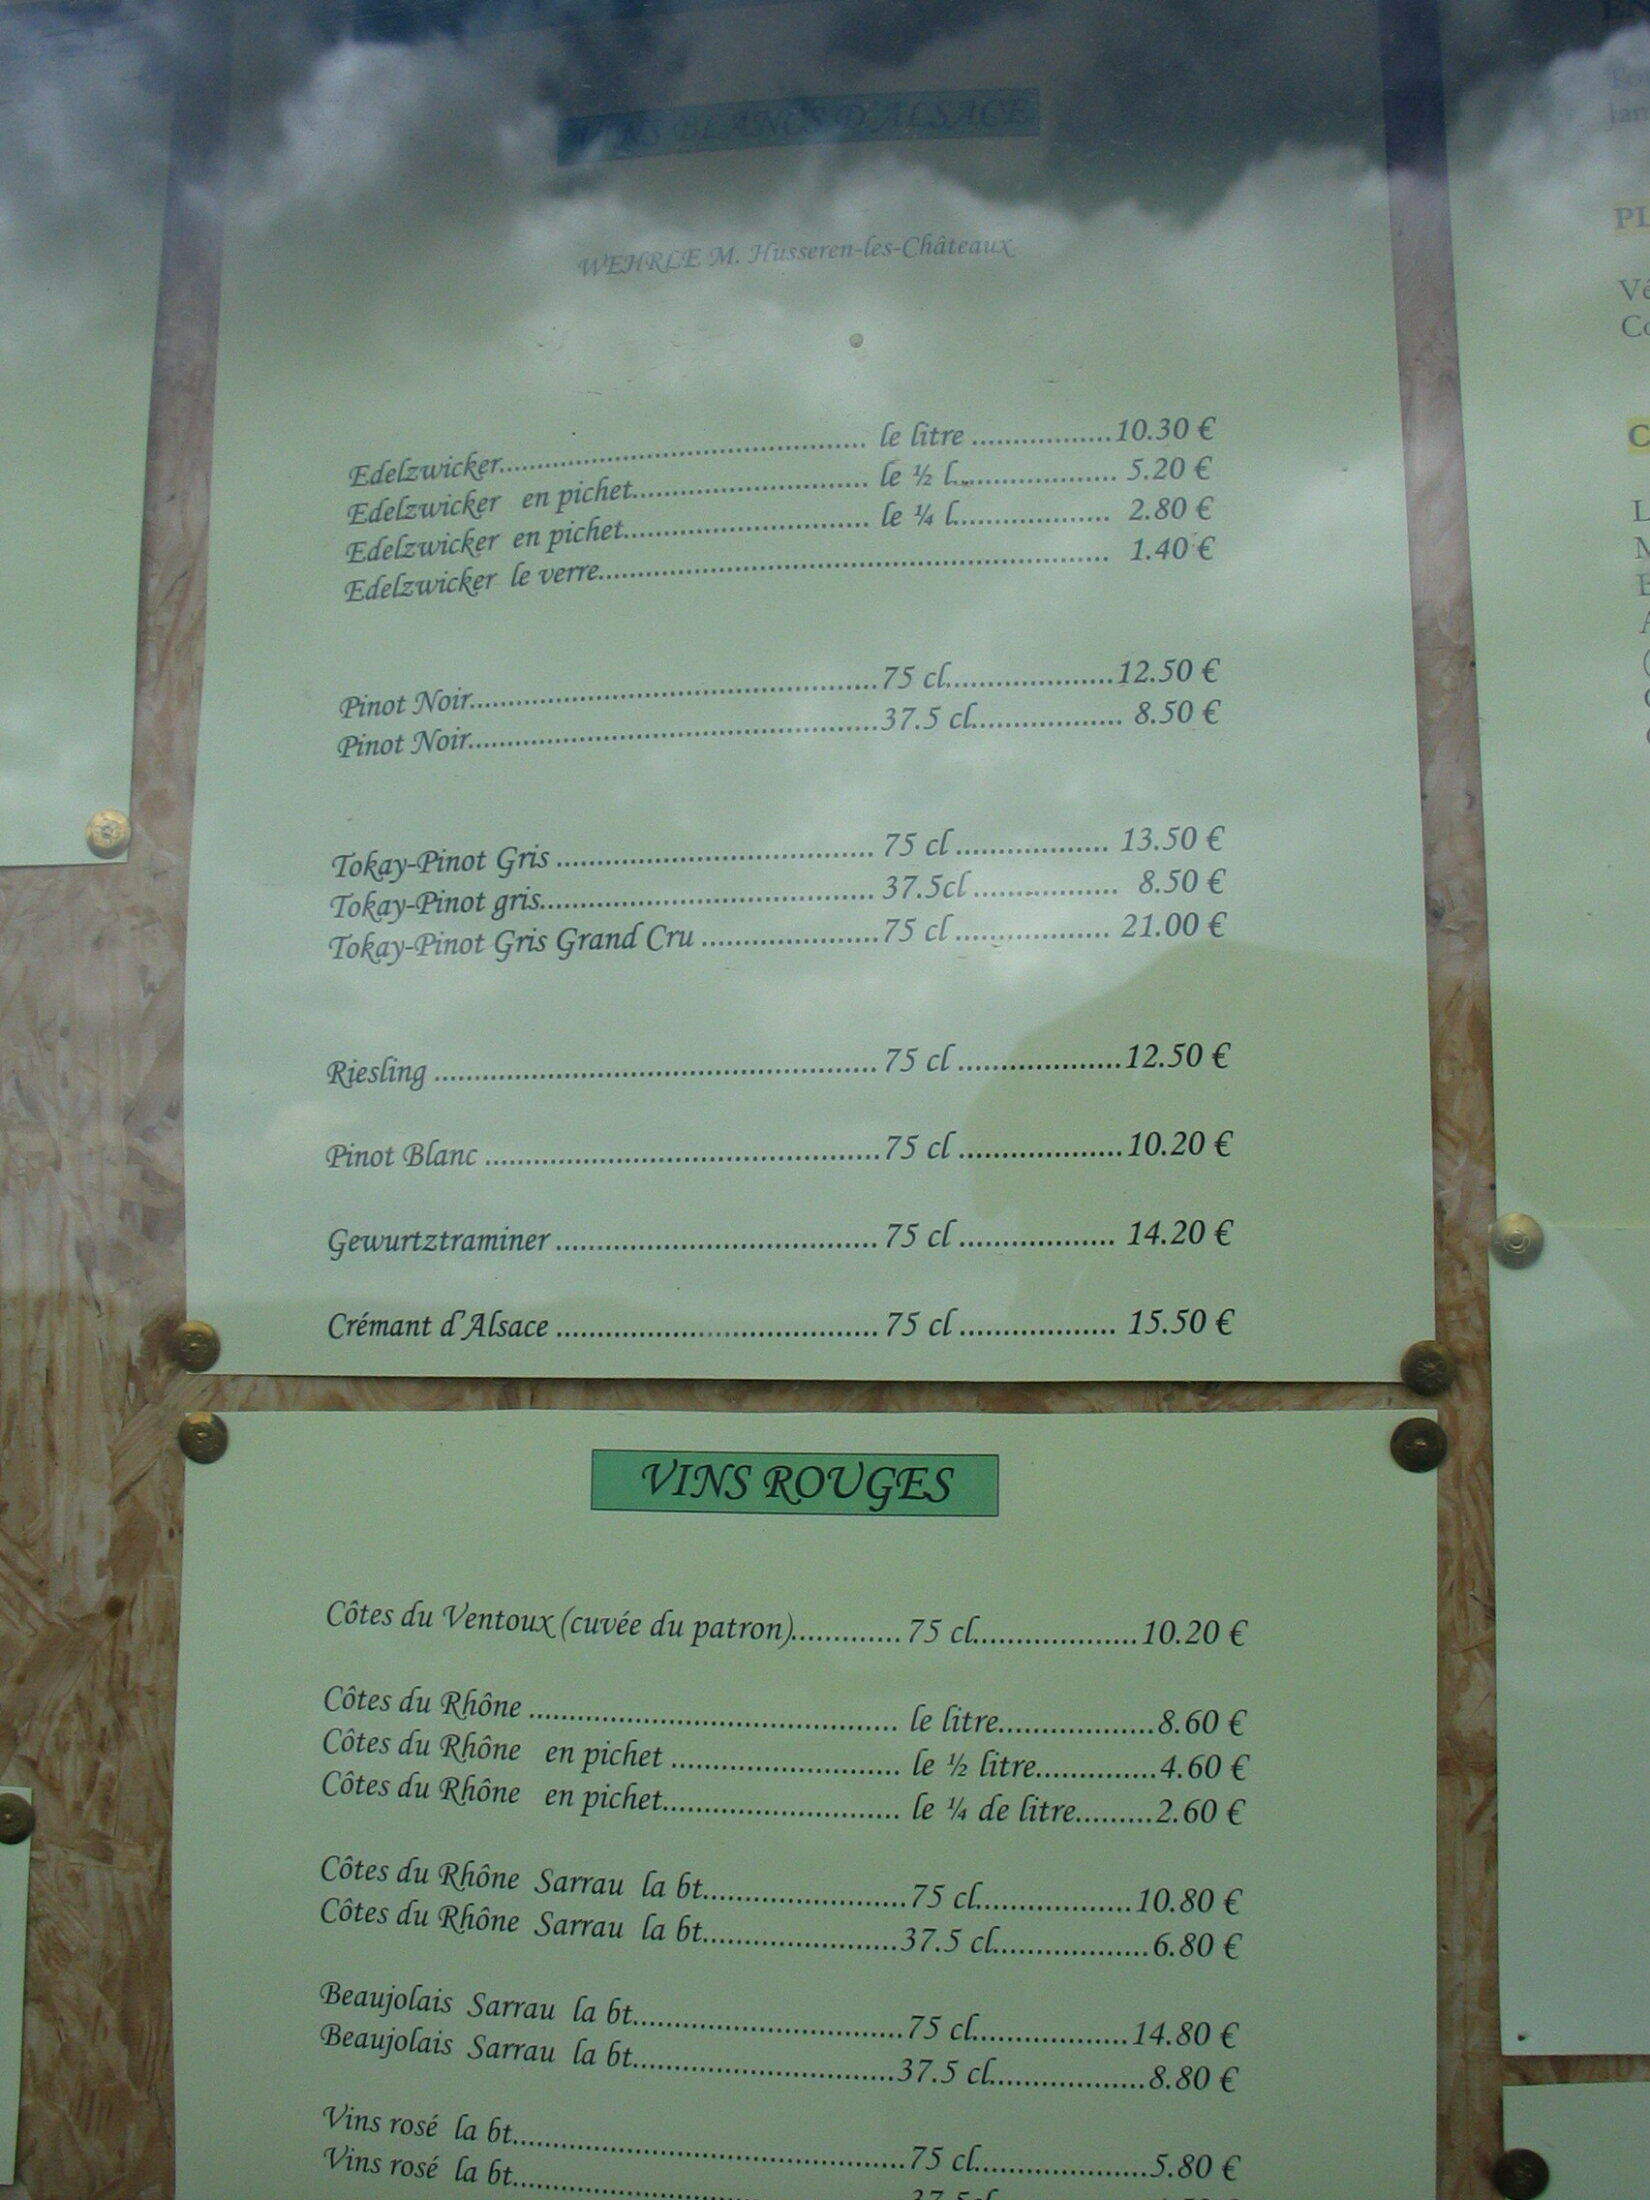 VINS BLANCS D'ALSACE
WEHRLE M. Husseren-les-Châteaux
Edelzwicker.......................................... le litre .................10.30 €
Edelzwicker en pichet............................. le ½ l.................... 5.20 €
Edelzwicker en pichet.............................. le ¼ l................... 2.80 €
Edelzwicker le verre............................................................... 1.40 €
Pinot Noir..................................................75 cl....................12.50 €
Pinot Noir..................................................37.5 cl.................. 8.50 €
Tokay-Pinot Gris ....................................... 75 cl ................... 13.50 €
Tokay-Pinot gris......................................... 37.5cl .................. 8.50 €
Tokay-Pinot Gris Grand Cru ......................75 cl ................... 21.00 €
Riesling ......................................................75 cl ....................12.50 €
Pinot Blanc ................................................75 cl ....................10.20 €
Gewurtztraminer ....................................... 75 cl ................... 14.20 €
Crémant d'Alsace ....................................... 75 cl ................... 15.50 €
VINS ROUGES
Côtes du Ventoux (cuvée du patron).............75 cl....................10.20 €
Côtes du Rhône ............................................. le litre...................8.60 €
Côtes du Rhône en pichet ............................ le ½ litre...............4.60 €
Côtes du Rhône en pichet............................. le ¼ de litre.........2.60 €
Côtes du Rhône Sarrau la bt.........................75 cl...................10.80 €
Côtes du Rhône Sarrau la bt........................37.5 cl...................6.80 €
Beaujolais Sarrau la bt.................................75 cl...................14.80 €
Beaujolais Sarrau la bt................................37.5 cl...................8.80 €
Vins rosé la bt................................................75 cl.....................5.80 €
Vins rosé la bt